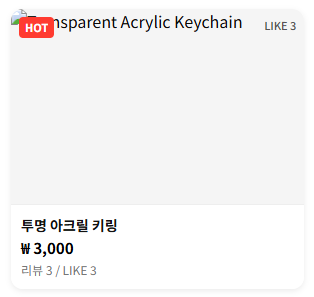 HOT
Transparent Acrylic Keychain
LIKE 3
투명 아크릴 키링
₩ 3,000
리뷰 3 / LIKE 3